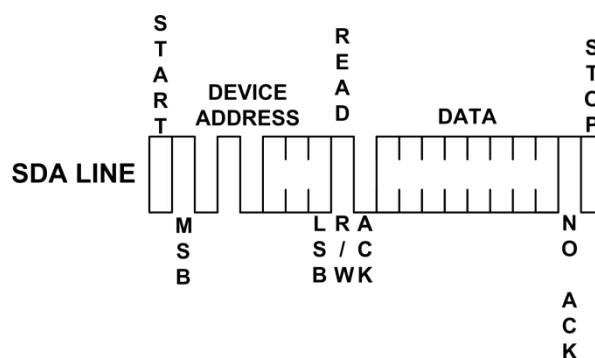 START
READ
STOP
DEVICE
ADDRESS
DATA
SDA LINE
MSB
LSB
R/W
ACK
NO ACK